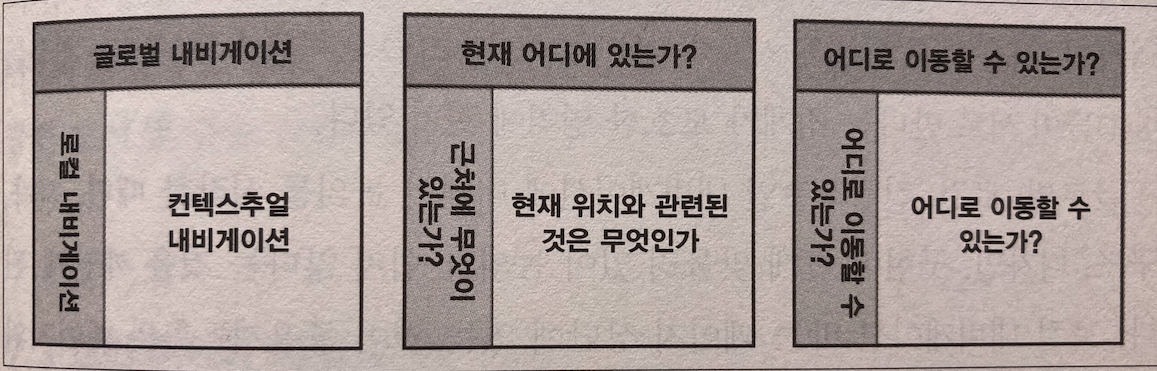 글로벌 내비게이션
로컬 내비게이션
컨텍스추얼
내비게이션
현재 어디에 있는가?
근처에 무엇이
있는가?
현재 위치와 관련된
것은 무엇인가
어디로 이동할 수 있는가?
어디로 이동할 수
있는가?
어디로 이동할 수
있는가?